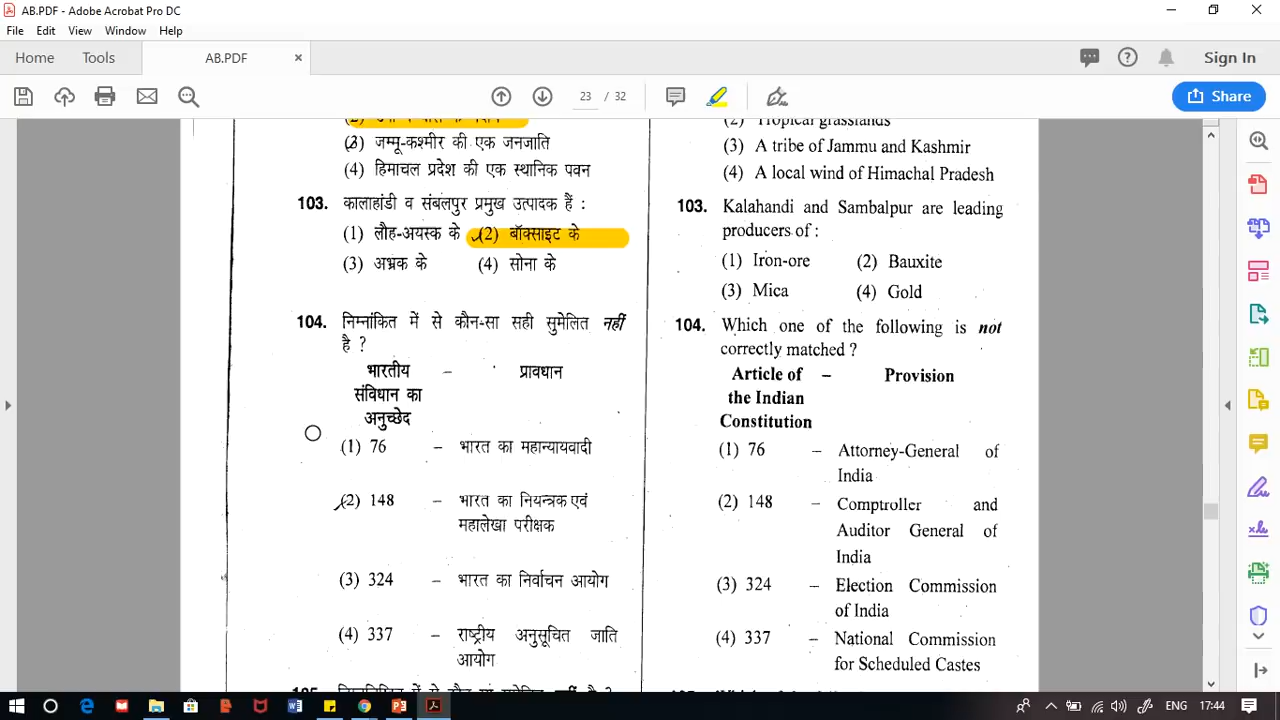 AB.PDF - Adobe Acrobat Pro DC
File Edit View Window Help
Home Tools AB.PDF × Sign In
23 / 32 Share
(3) जम्मू-कश्मीर की एक जनजाति
(4) हिमाचल प्रदेश की एक स्थानिक पवन
103. कालाहांडी व संबलपुर प्रमुख उत्पादक हैं :
(1) लौह-अयस्क के (2) बॉक्साइट के
(3) अभ्रक के (4) सोना के
104. निम्नांकित में से कौन-सा सही सुमेलित नहीं
है ?
भारतीय – प्रावधान
संविधान का
अनुच्छेद
(1) 76 – भारत का महान्यायवादी
(2) 148 – भारत का नियन्त्रक एवं
महालेखा परीक्षक
(3) 324 – भारत का निर्वाचन आयोग
(4) 337 – राष्ट्रीय अनुसूचित जाति
आयोग
(2) Tropical grasslands
(3) A tribe of Jammu and Kashmir
(4) A local wind of Himachal Pradesh
103. Kalahandi and Sambalpur are leading
producers of :
(1) Iron-ore (2) Bauxite
(3) Mica (4) Gold
104. Which one of the following is not
correctly matched ?
Article of – Provision
the Indian
Constitution
(1) 76 – Attorney-General of
India
(2) 148 – Comptroller and
Auditor General of
India
(3) 324 – Election Commission
of India
(4) 337 – National Commission
for Scheduled Castes
ENG 17:44